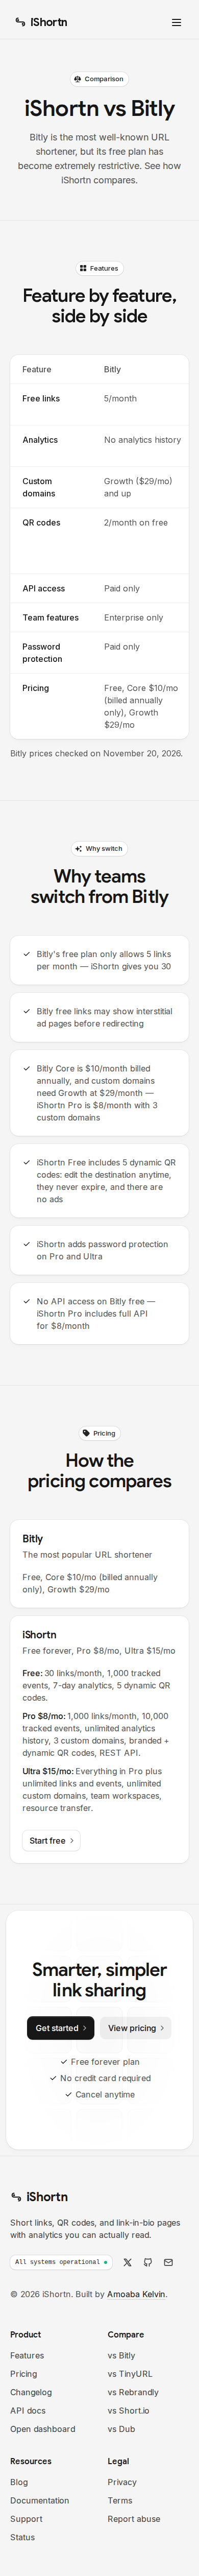 iShortn
Comparison
iShortn vs Bitly
Bitly is the most well-known URL
shortener, but its free plan has
become extremely restrictive. See how
iShortn compares.
Features
Feature by feature,
side by side
Feature Bitly
Free links 5/month
Analytics No analytics history
Custom
domains
Growth ($29/mo)
and up
QR codes 2/month on free
API access Paid only
Team features Enterprise only
Password
protection
Paid only
Pricing Free, Core $10/mo
(billed annually
only), Growth
$29/mo
Bitly prices checked on November 20, 2026.
Why switch
Why teams
switch from Bitly
Bitly's free plan only allows 5 links
per month — iShortn gives you 30
Bitly free links may show interstitial
ad pages before redirecting
Bitly Core is $10/month billed
annually, and custom domains
need Growth at $29/month —
iShortn Pro is $8/month with 3
custom domains
iShortn Free includes 5 dynamic QR
codes: edit the destination anytime,
they never expire, and there are
no ads
iShortn adds password protection
on Pro and Ultra
No API access on Bitly free —
iShortn Pro includes full API
for $8/month
Pricing
How the
pricing compares
Bitly
The most popular URL shortener
Free, Core $10/mo (billed annually
only), Growth $29/mo
iShortn
Free forever, Pro $8/mo, Ultra $15/mo
Free: 30 links/month, 1,000 tracked
events, 7-day analytics, 5 dynamic QR
codes.
Pro $8/mo: 1,000 links/month, 10,000
tracked events, unlimited analytics
history, 3 custom domains, branded +
dynamic QR codes, REST API.
Ultra $15/mo: Everything in Pro plus
unlimited links and events, unlimited
custom domains, team workspaces,
resource transfer.
Start free
Smarter, simpler
link sharing
Get started View pricing
Free forever plan
No credit card required
Cancel anytime
iShortn
Short links, QR codes, and link-in-bio pages
with analytics you can actually read.
All systems operational
© 2026 iShortn. Built by Amoaba Kelvin.
Product
Features
Pricing
Changelog
API docs
Open dashboard
Compare
vs Bitly
vs TinyURL
vs Rebrandly
vs Short.io
vs Dub
Resources
Blog
Documentation
Support
Status
Legal
Privacy
Terms
Report abuse